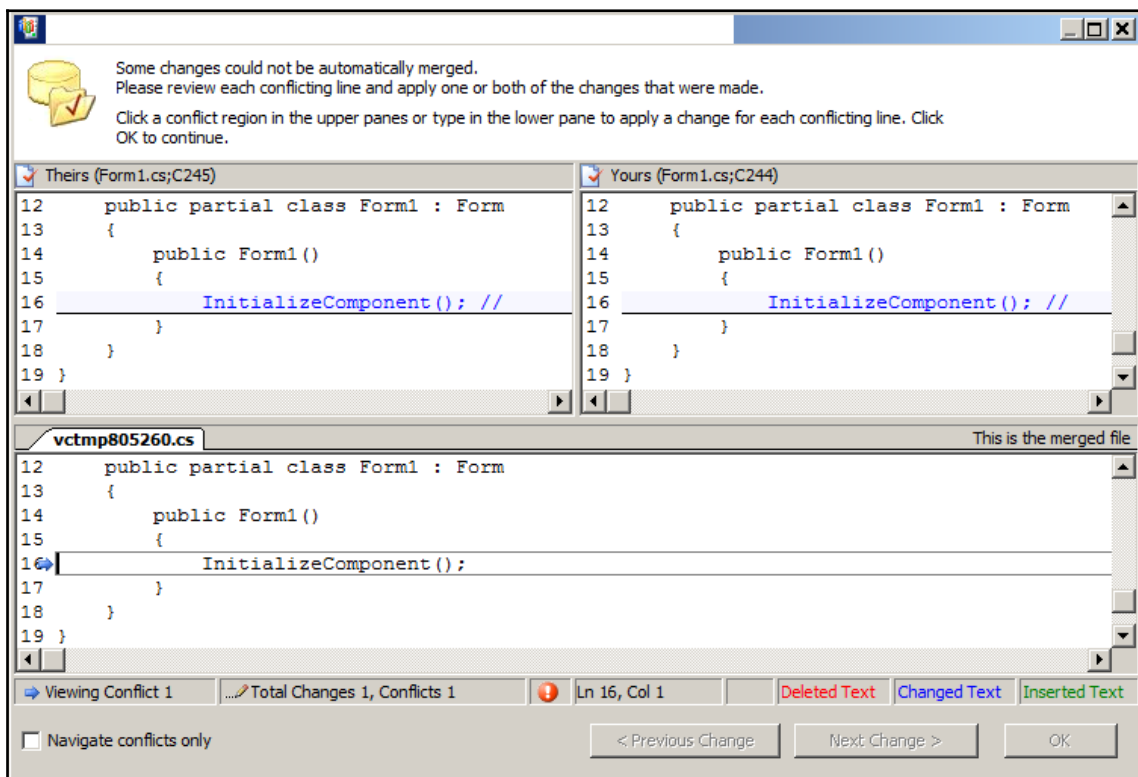 Some changes could not be automatically merged.
Please review each conflicting line and apply one or both of the changes that were made.
Click a conflict region in the upper panes or type in the lower pane to apply a change for each conflicting line. Click
OK to continue.
Theirs (Form1.cs;C245)
12 public partial class Form1 : Form
13 {
14 public Form1()
15 {
16 InitializeComponent(); //
17 }
18 }
19 }
Yours (Form1.cs;C244)
12 public partial class Form1 : Form
13 {
14 public Form1()
15 {
16 InitializeComponent(); //
17 }
18 }
19 }
vctmp805260.cs This is the merged file
12 public partial class Form1 : Form
13 {
14 public Form1()
15 {
16 InitializeComponent();
17 }
18 }
19 }
Viewing Conflict 1 ... Total Changes 1, Conflicts 1 Ln 16, Col 1 Deleted Text Changed Text Inserted Text
Navigate conflicts only < Previous Change Next Change > OK